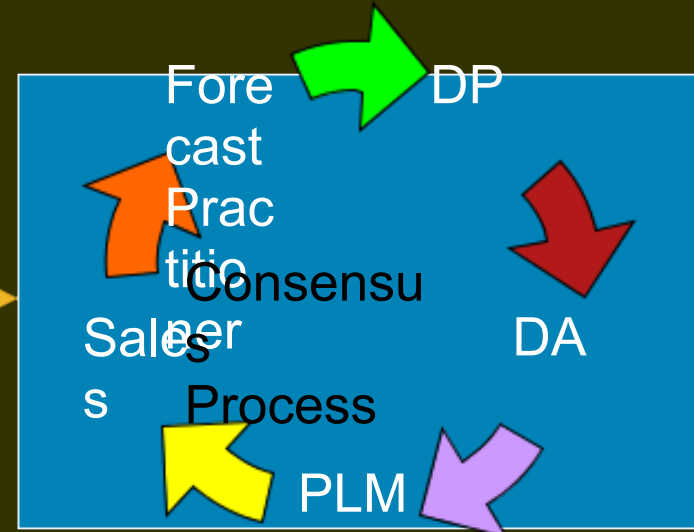 Fore
cast
Prac
titio
ner
DP
DA
PLM
Sale
s
Consensu
s
Process